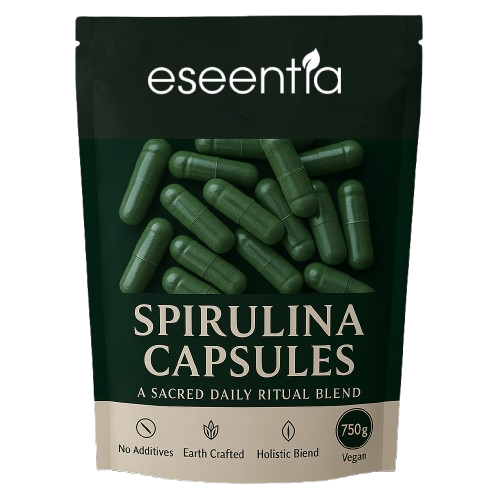 eseentia
SPIRULINA
CAPSULES
A SACRED DAILY RITUAL BLEND
No Additives
Earth Crafted
Holistic Blend
750g
Vegan